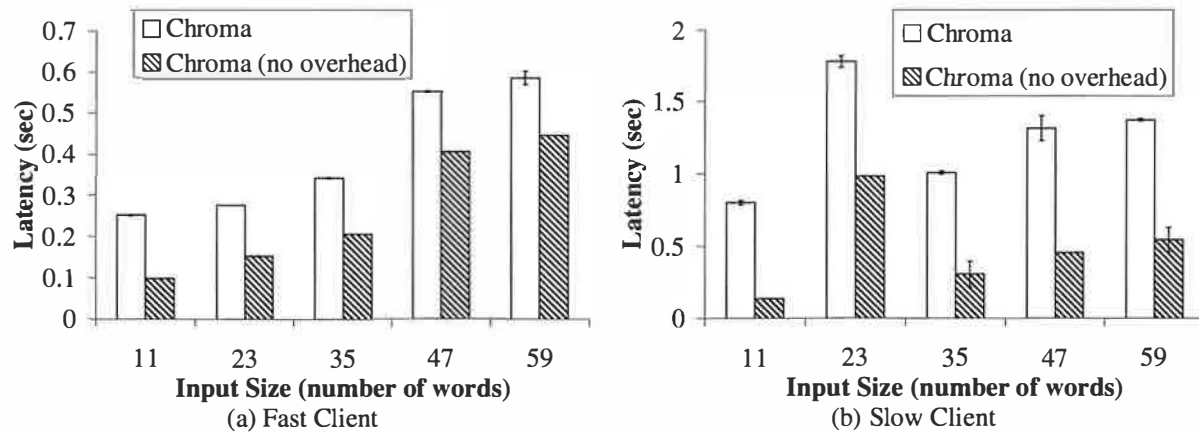 Latency (sec)
0.7
0.6
0.5
0.4
0.3
0.2
0.1
0
Chroma
Chroma (no overhead)
11 23 35 47 59
Input Size (number of words)
(a) Fast Client
Latency (sec)
2
1.5
1
0.5
0
Chroma
Chroma (no overhead)
11 23 35 47 59
Input Size (number of words)
(b) Slow Client